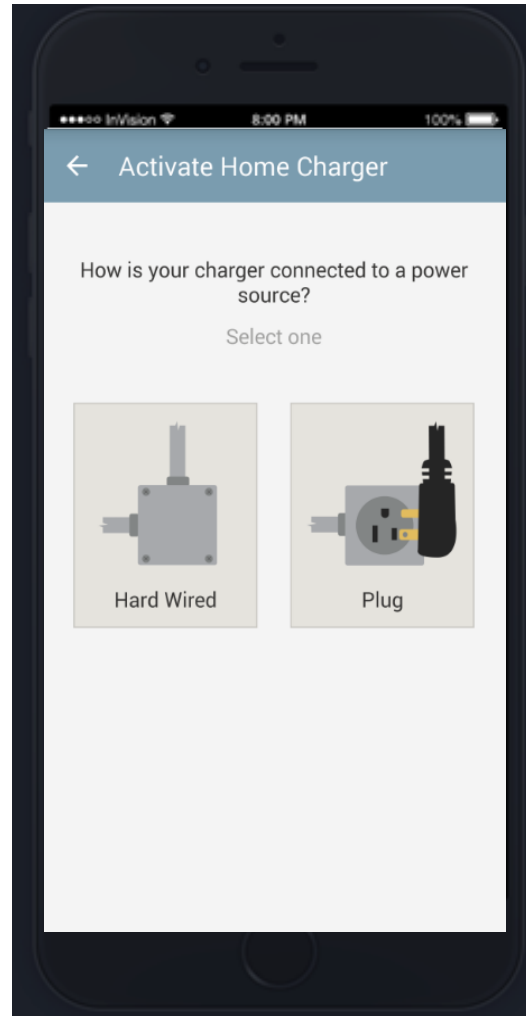 InVision 8:00 PM 100%
Activate Home Charger
How is your charger connected to a power
source?
Select one
Hard Wired Plug